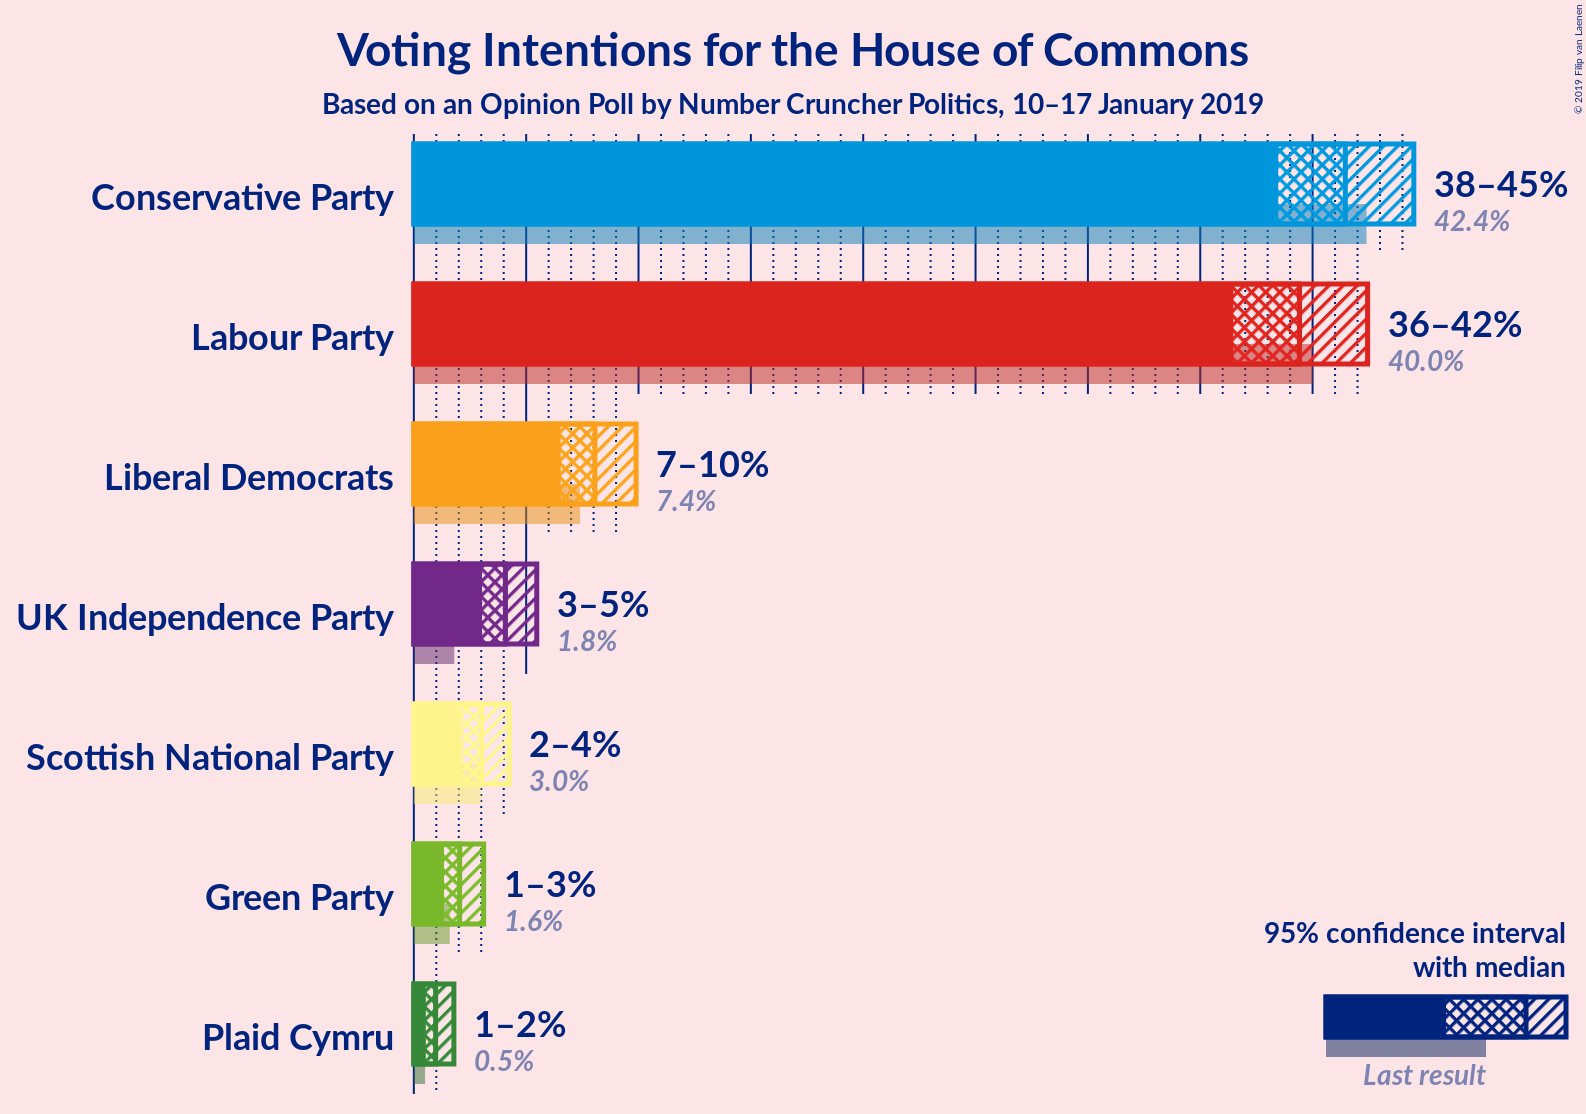 Voting Intentions for the House of Commons
Based on an Opinion Poll by Number Cruncher Politics, 10–17 January 2019
© 2019 Filip van Laenen
Conservative Party
38–45%
42.4%
Labour Party
36–42%
40.0%
Liberal Democrats
7–10%
7.4%
UK Independence Party
3–5%
1.8%
Scottish National Party
2–4%
3.0%
Green Party
1–3%
1.6%
Plaid Cymru
1–2%
0.5%
95% confidence interval
with median
Last result